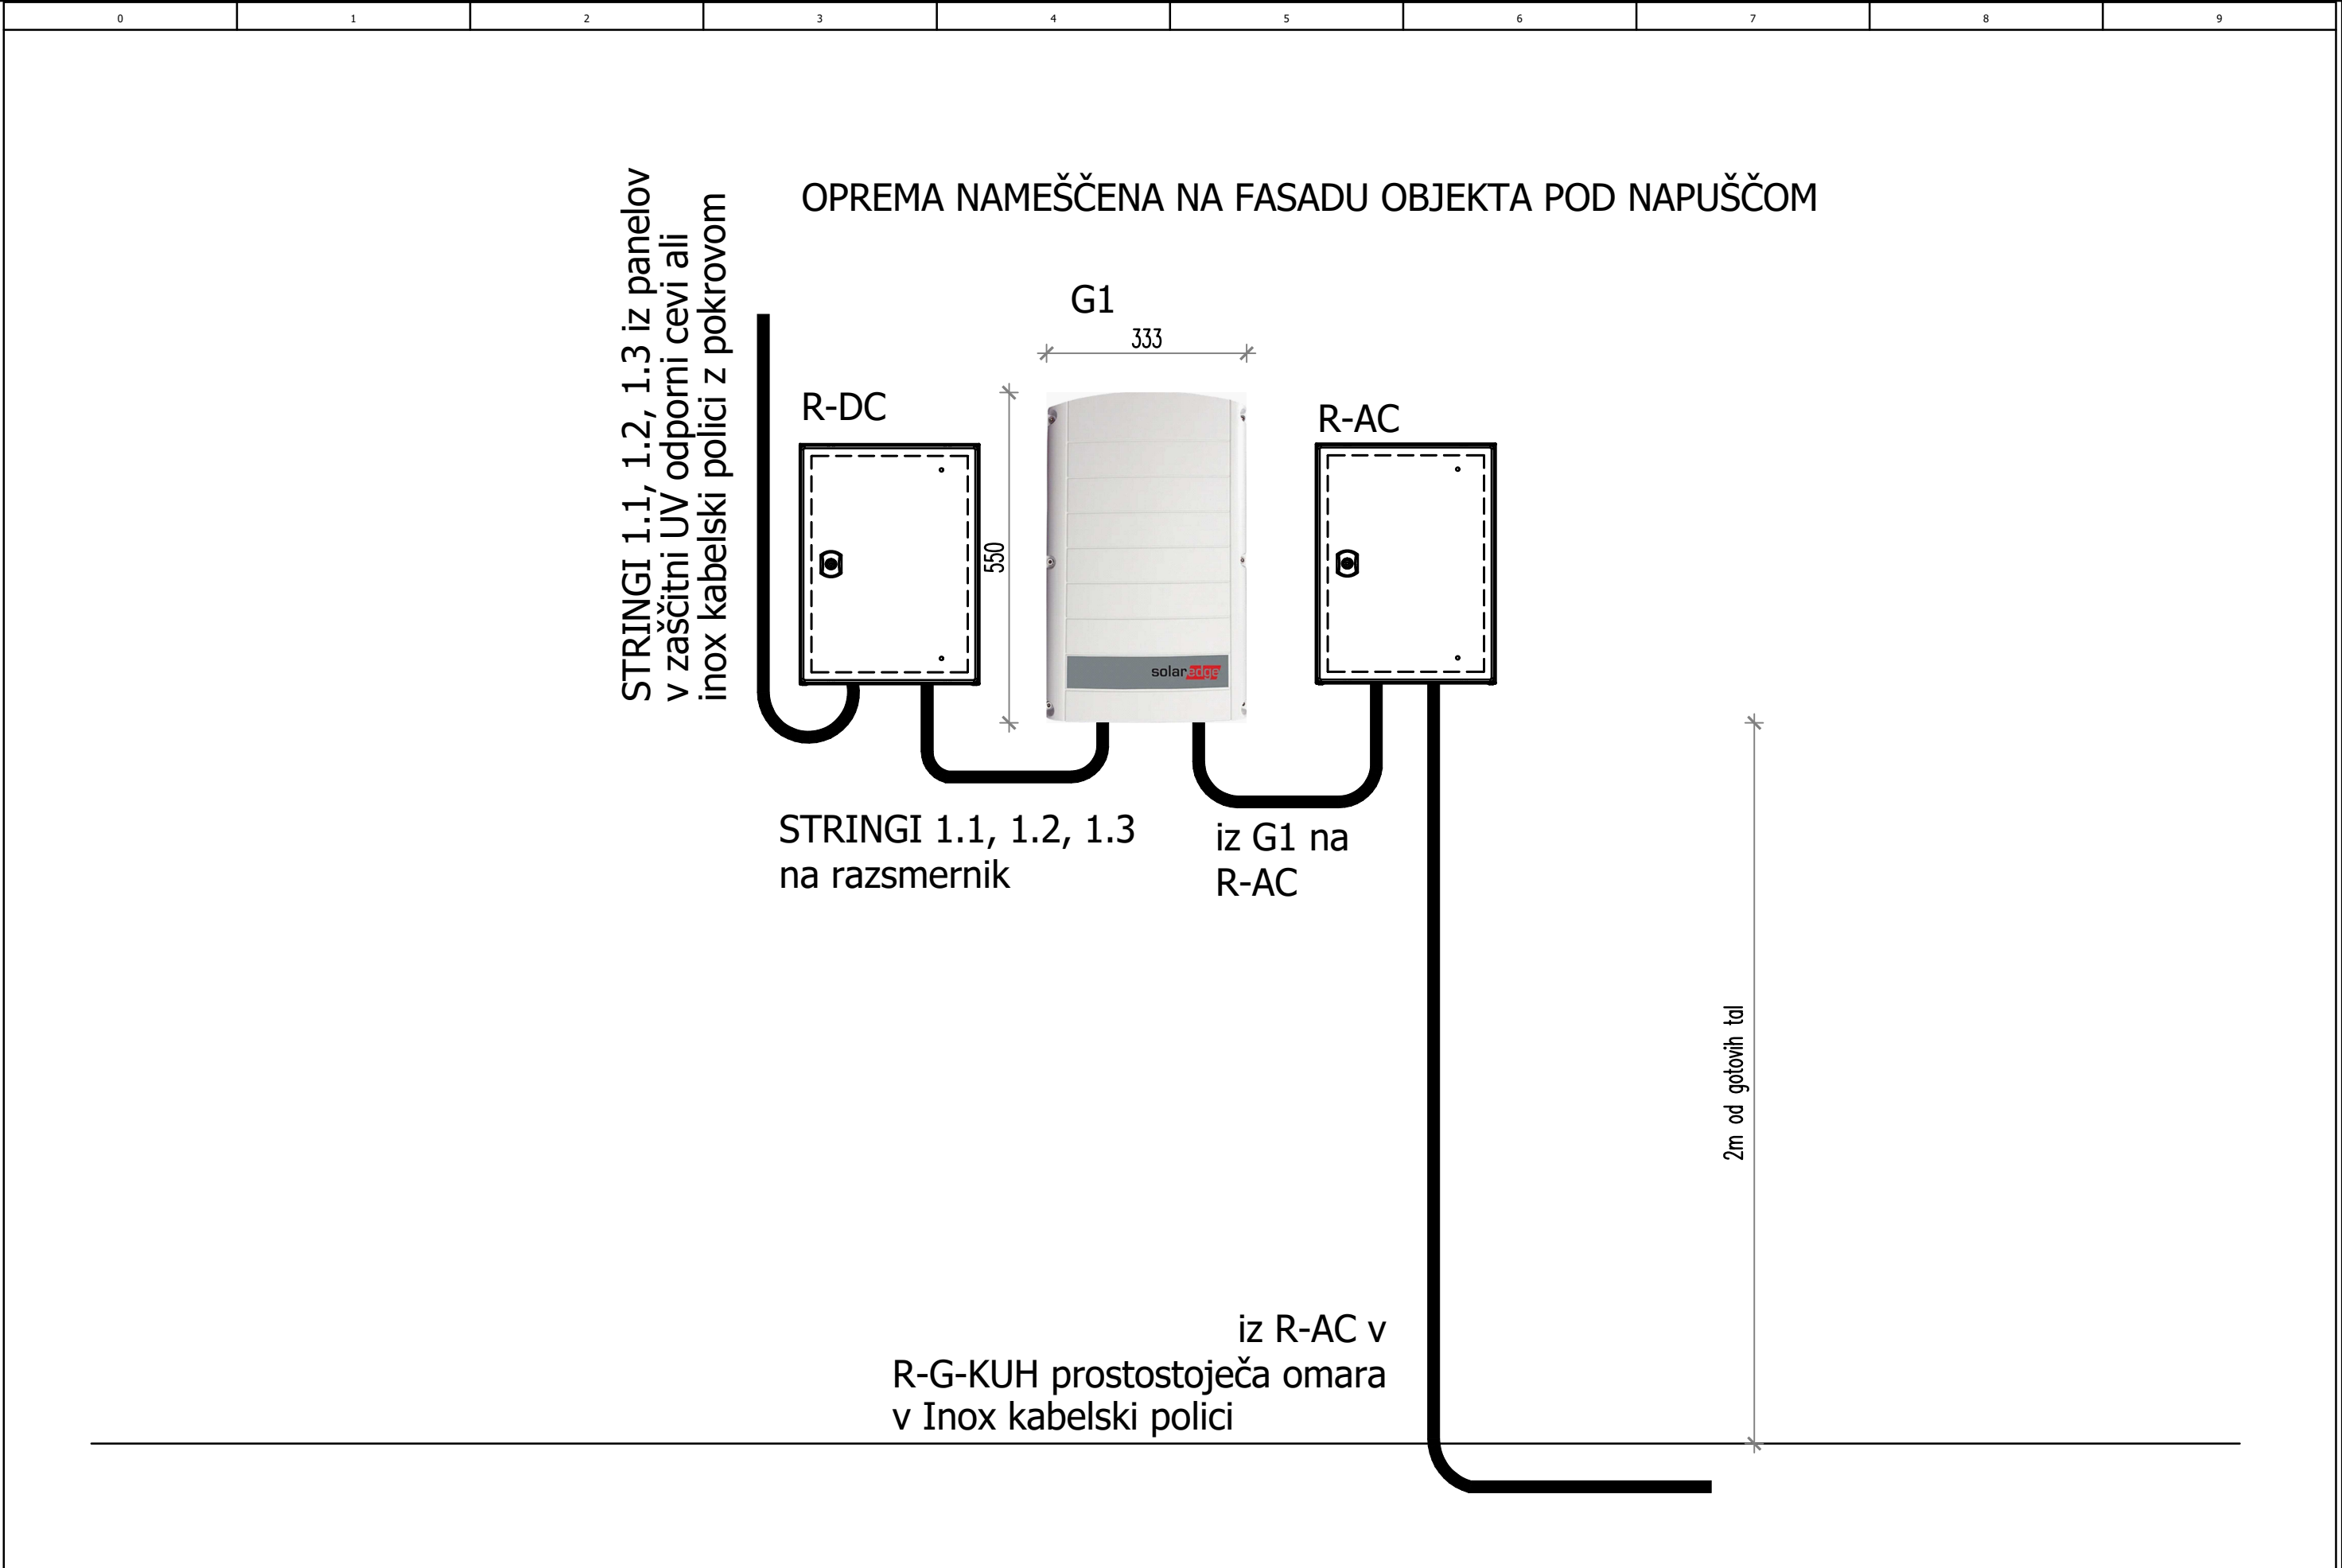 0 1 2 3 4 5 6 7 8 9
OPREMA NAMEŠČENA NA FASADU OBJEKTA POD NAPUŠČOM
STRINGI 1.1, 1.2, 1.3 iz panelov
v zaščitni UV odporni cevi ali
inox kabelski polici z pokrovom
G1
333
R-DC
550
R-AC
solaredge
STRINGI 1.1, 1.2, 1.3
na razsmernik
iz G1 na
R-AC
2m od gotovih tal
iz R-AC v
R-G-KUH prostostoječa omara
v Inox kabelski polici